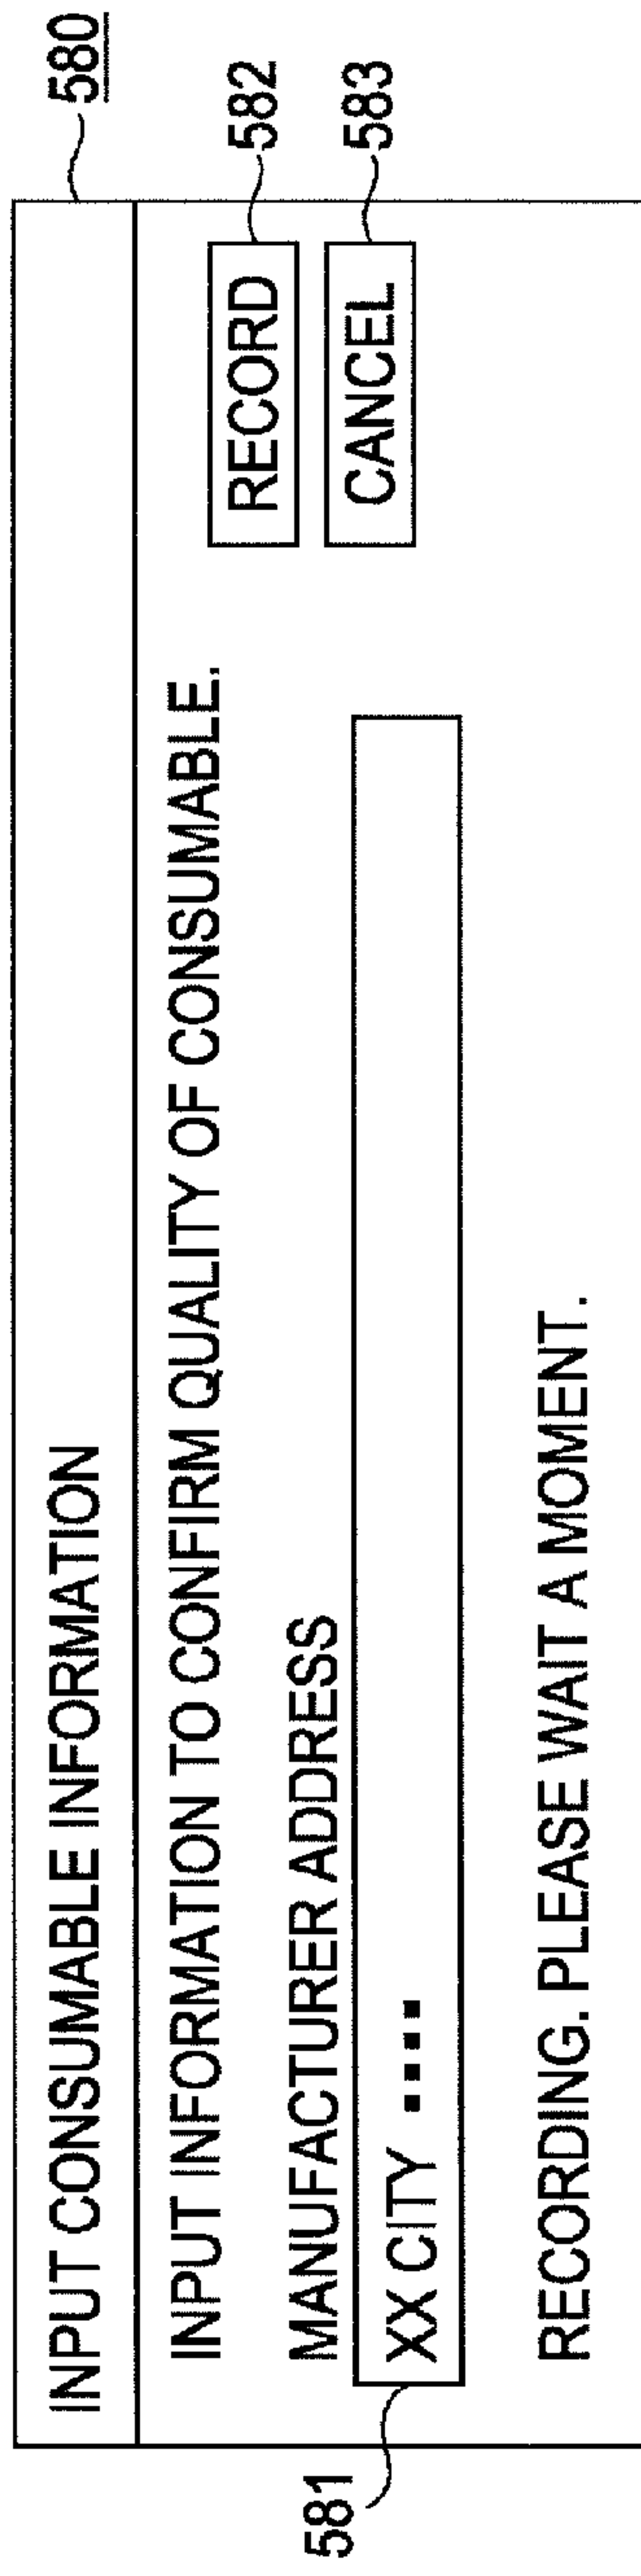 580
INPUT CONSUMABLE INFORMATION
INPUT INFORMATION TO CONFIRM QUALITY OF CONSUMABLE.
RECORD
582
MANUFACTURER ADDRESS
CANCEL
583
581
XX CITY ▪▪▪▪
RECORDING. PLEASE WAIT A MOMENT.